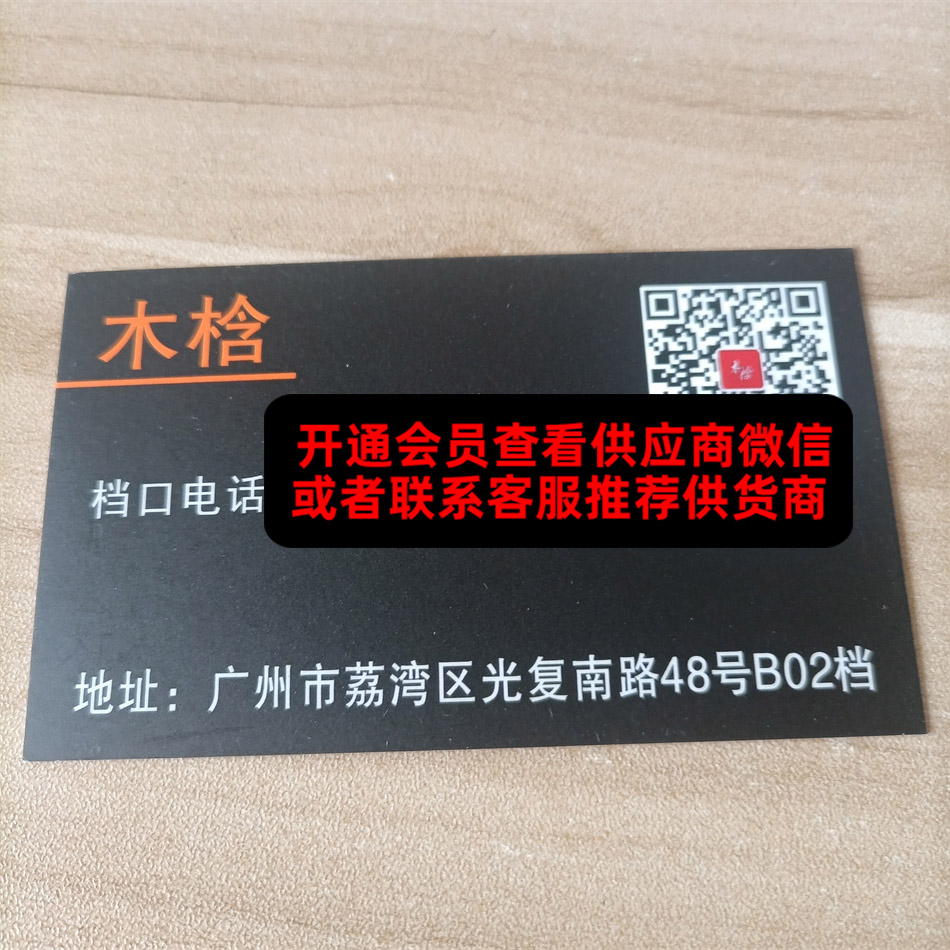 木梒
开通会员查看供应商微信
或者联系客服推荐供货商
档口电话
地址：广州市荔湾区光复南路48号B02档